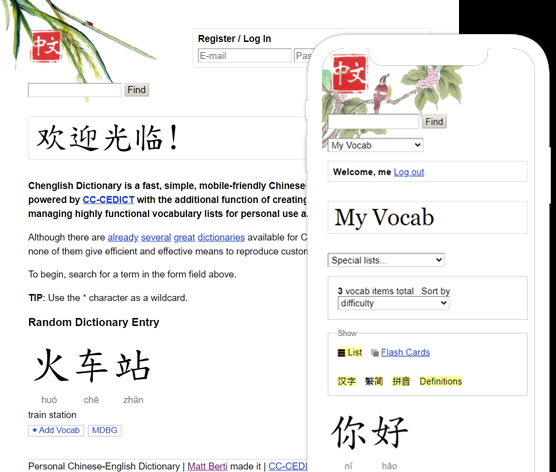 中文
Register / Log In
E-mail
Find
欢迎光临!
Chenglish Dictionary is a fast, simple, mobile-friendly Chinese-
powered by CC-CEDICT with the additional function of creating
managing highly functional vocabulary lists for personal use a
Although there are already several great dictionaries available for C
none of them give efficient and effective means to reproduce custom
To begin, search for a term in the form field above.
TIP: Use the * character as a wildcard.
Random Dictionary Entry
火车站
huǒ chē zhàn
train station
+ Add Vocab MDBG
Personal Chinese-English Dictionary | Matt Berti made it | CC-CEDI
中文
Find
My Vocab
Welcome, me Log out
My Vocab
Special lists...
3 vocab items total Sort by
difficulty
Show
List Flash Cards
汉字 繁简 拼音 Definitions
你好
nǐ hǎo